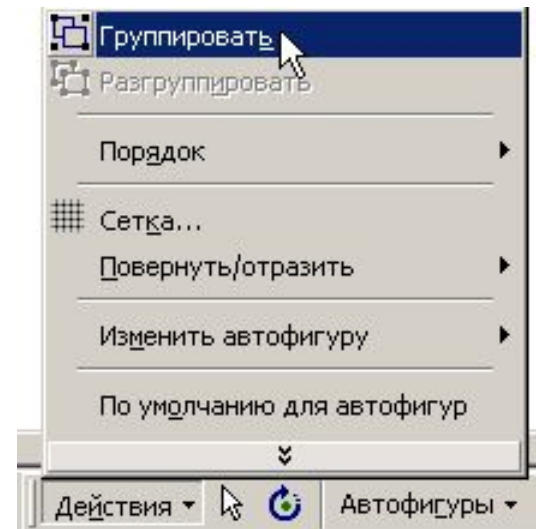 Группировать
Разгруппировать
Порядок
Сетка...
Повернуть/отразить
Изменить автофигуру
По умолчанию для автофигур
Действия Автофигуры